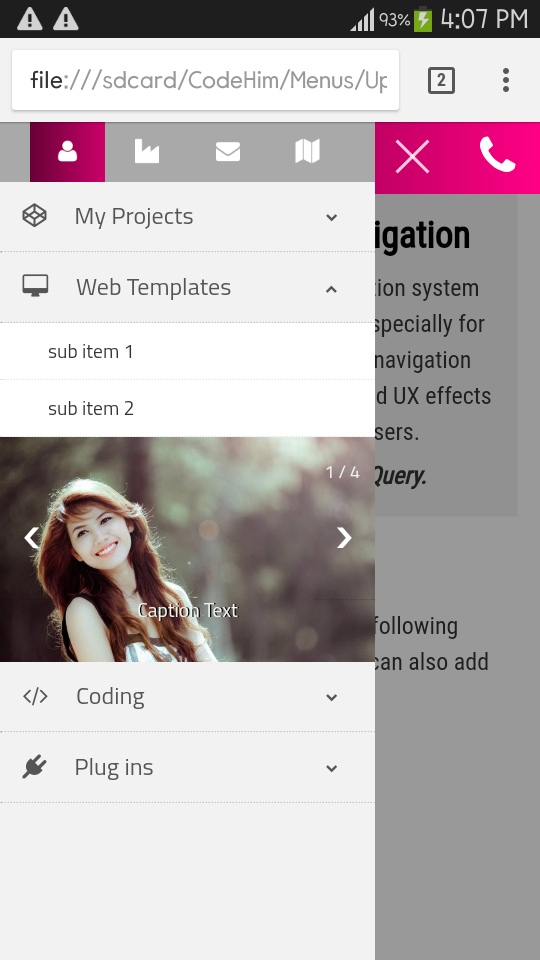 93% 4:07 PM
file:///sdcard/CodeHim/Menus/Up
2
My Projects
Web Templates
sub item 1
sub item 2
1 / 4
Caption Text
Coding
Plug ins
igation
tion system
specially for
navigation
d UX effects
sers.
Query.
following
can also add